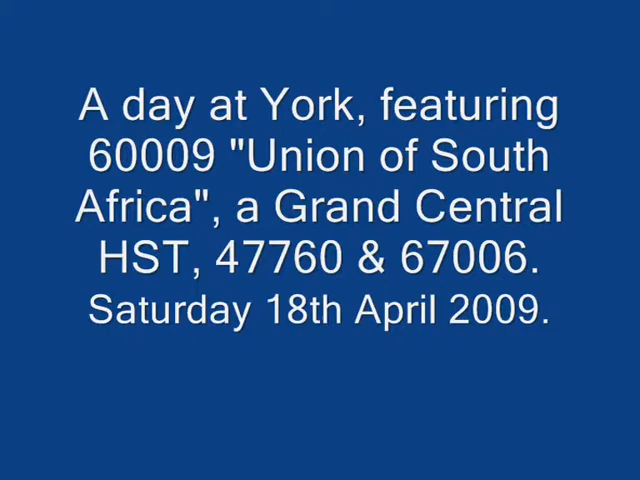 A day at York, featuring
60009 "Union of South
Africa", a Grand Central
HST, 47760 & 67006.
Saturday 18th April 2009.